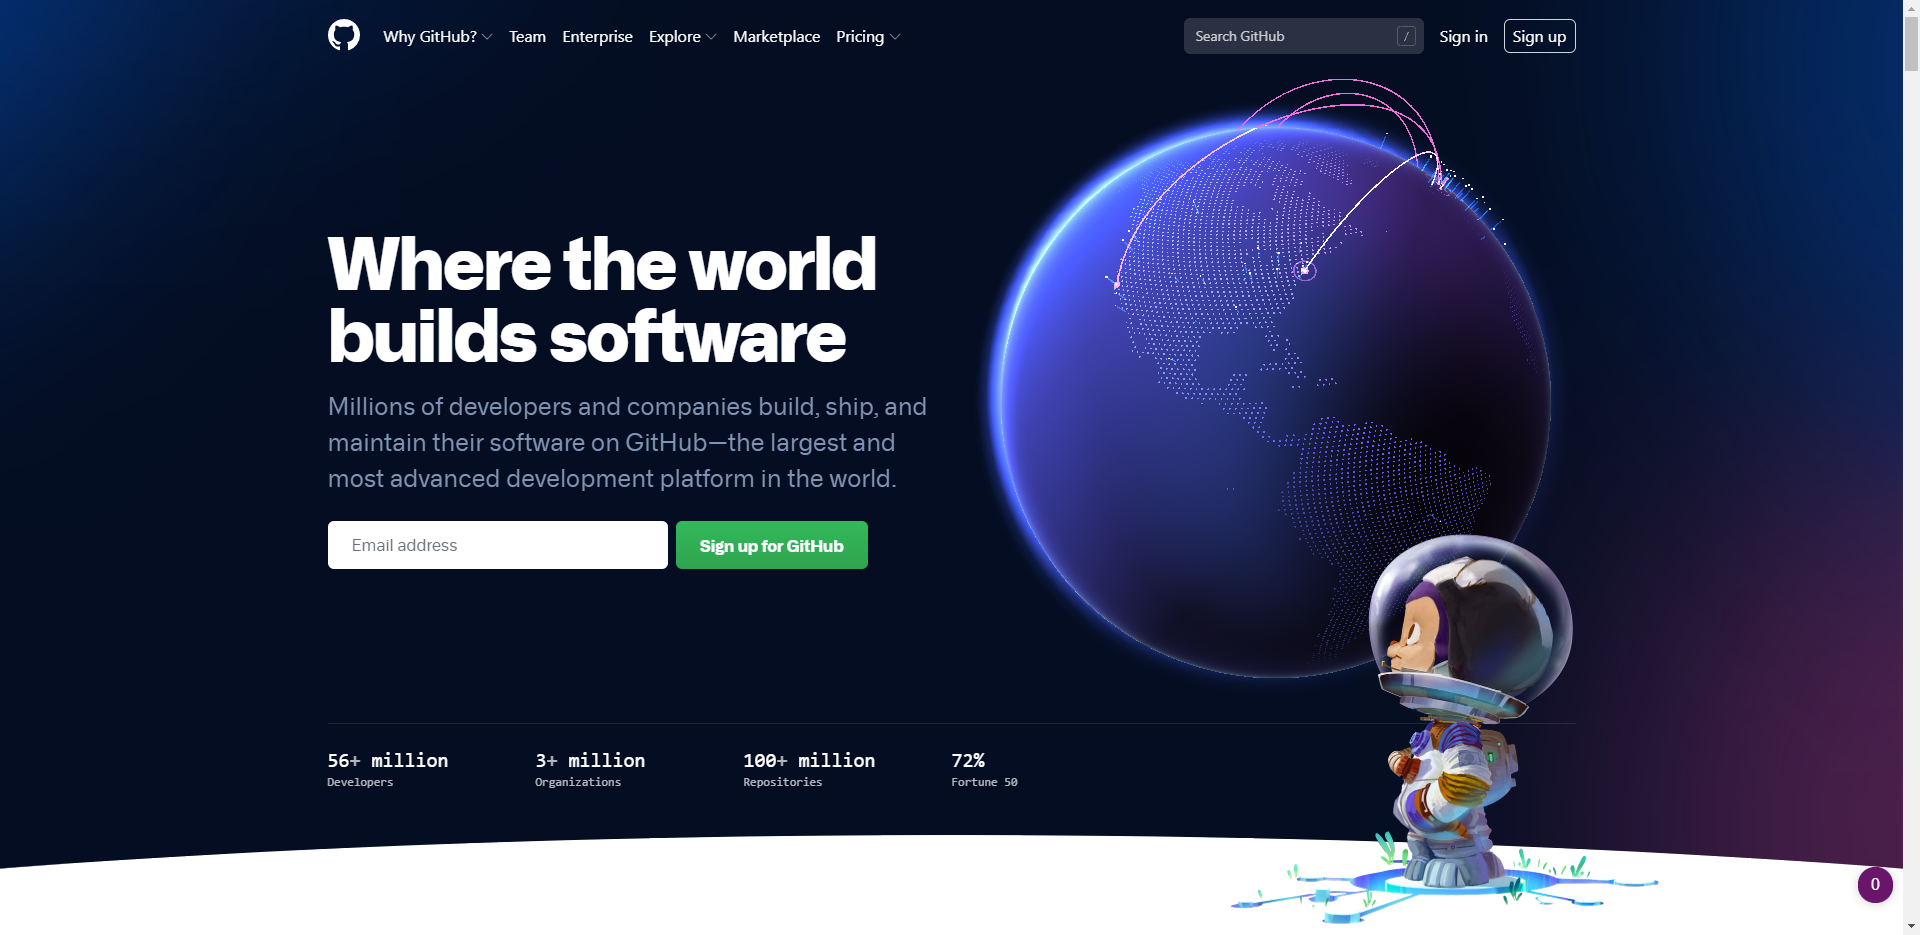 Why GitHub? Team Enterprise Explore Marketplace Pricing Search GitHub / Sign in Sign up
Where the world
builds software
Millions of developers and companies build, ship, and
maintain their software on GitHub—the largest and
most advanced development platform in the world.
Email address Sign up for GitHub
56+ million 3+ million 100+ million 72%
Developers Organizations Repositories Fortune 50
0